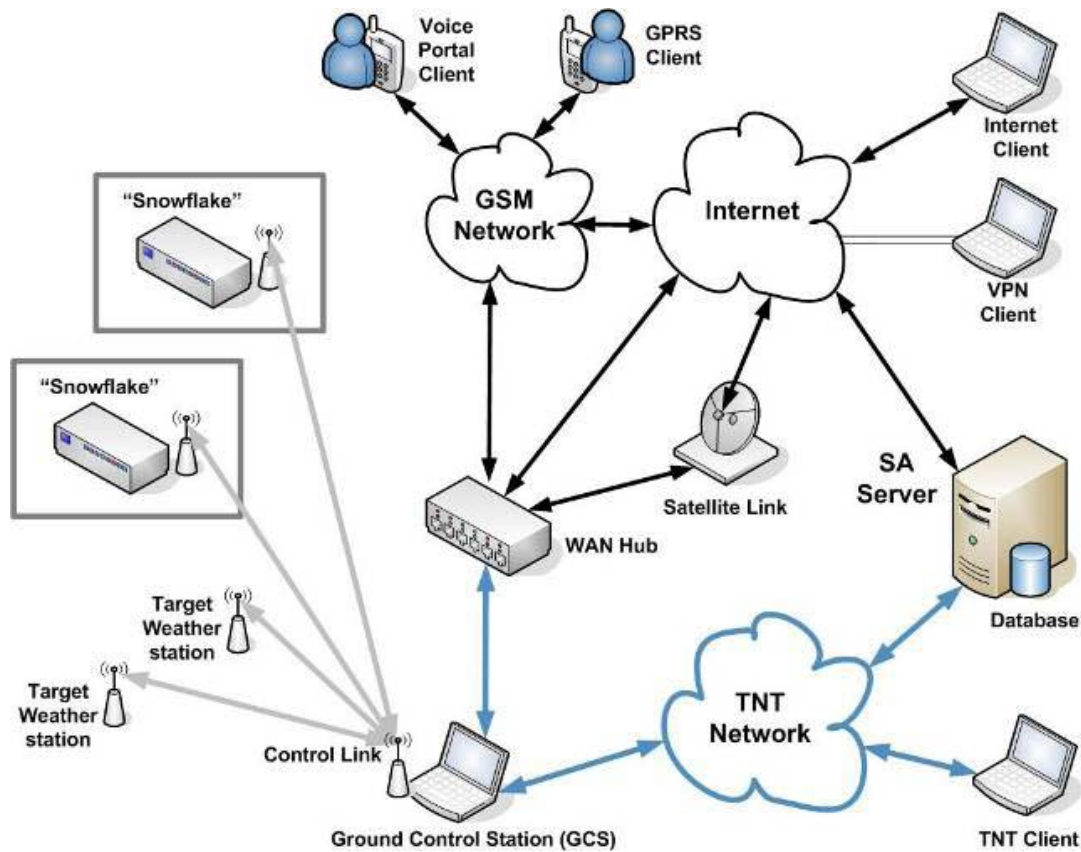 Voice
Portal
Client
GPRS
Client
Internet
Client
"Snowflake"
GSM
Network
Internet
VPN
Client
"Snowflake"
SA
Server
Satellite Link
WAN Hub
Target
Weather
station
Database
Target
Weather
station
TNT
Network
Control Link
Ground Control Station (GCS)
TNT Client